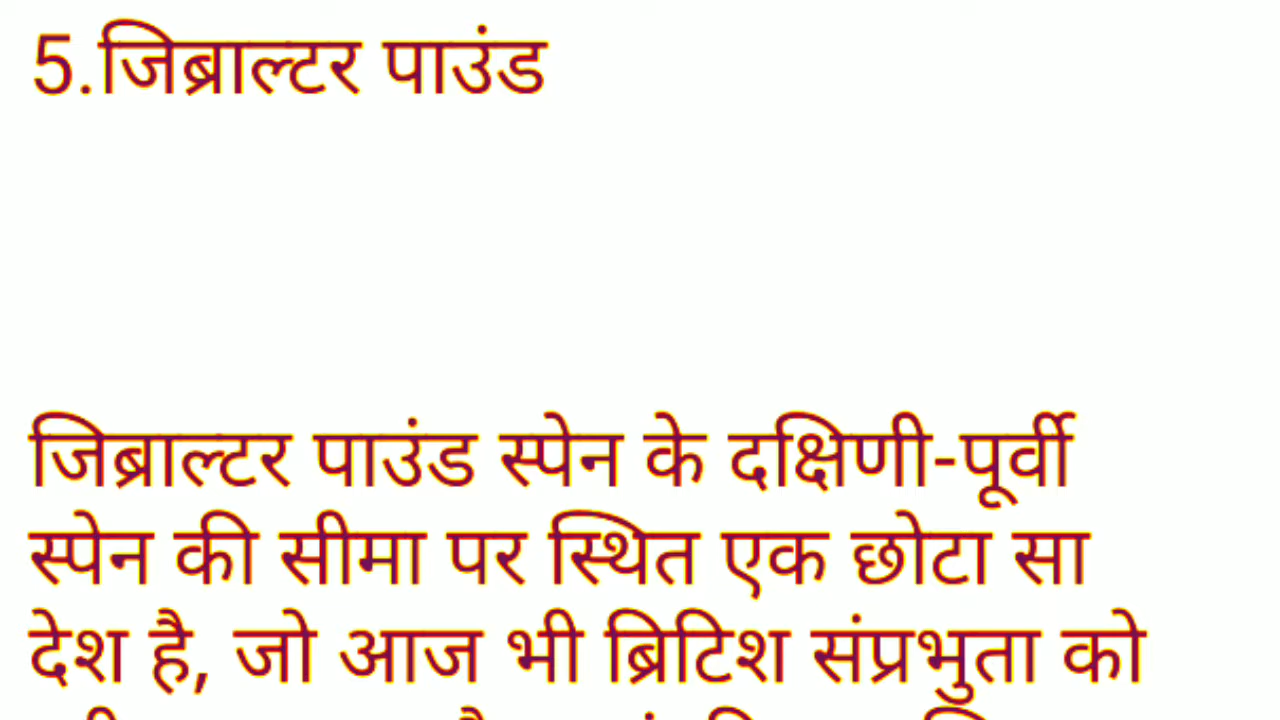 5.जिब्राल्टर पाउंड
जिब्राल्टर पाउंड स्पेन के दक्षिणी-पूर्वी
स्पेन की सीमा पर स्थित एक छोटा सा
देश है, जो आज भी ब्रिटिश संप्रभुता को